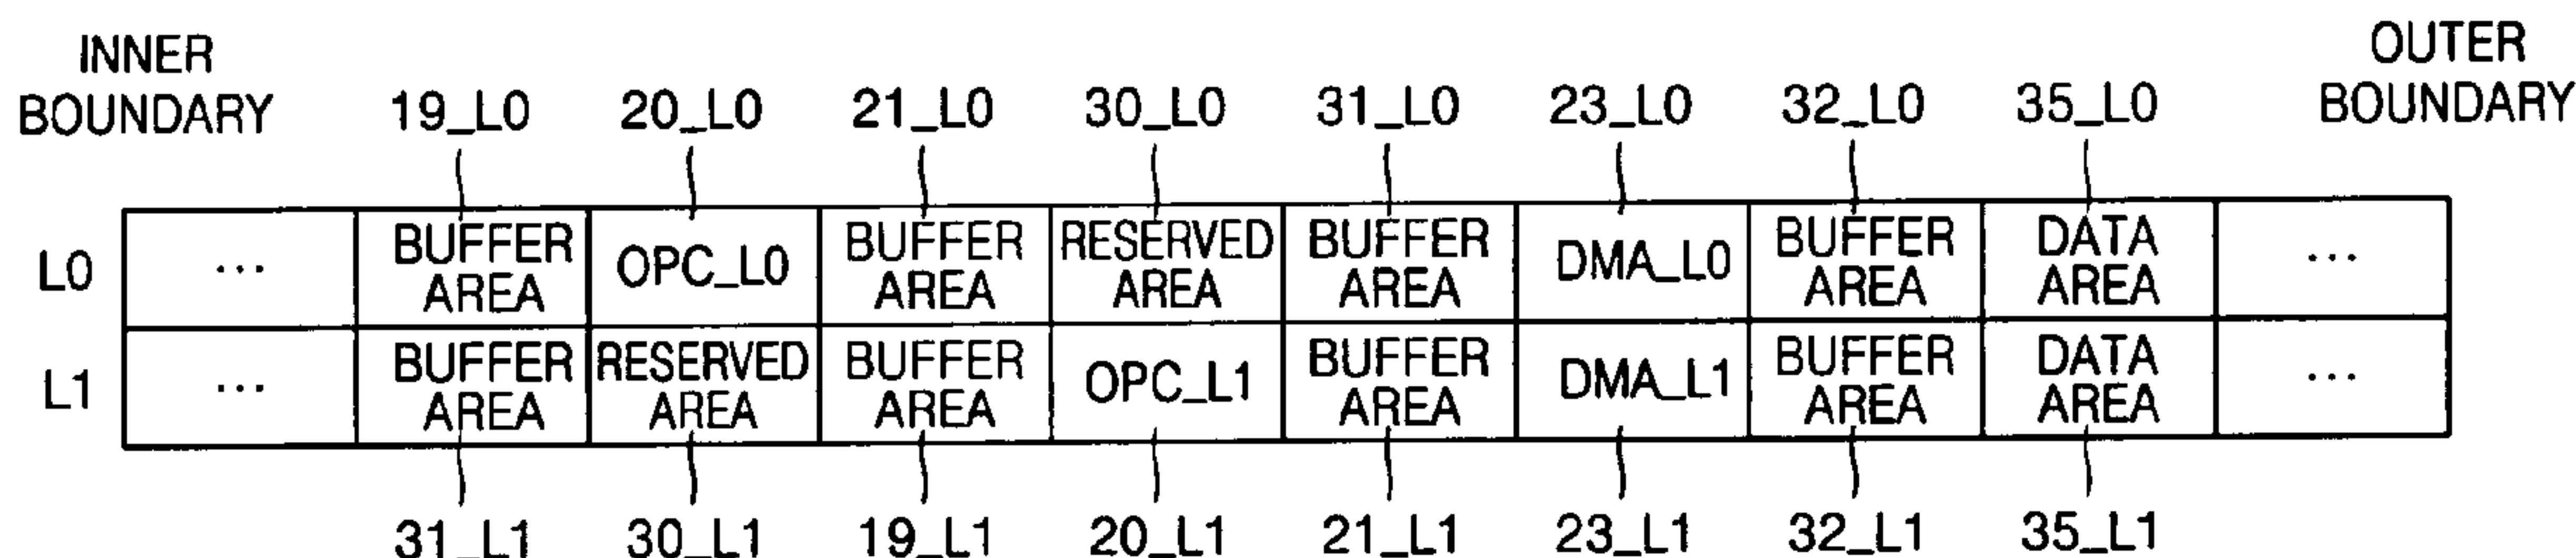 INNER BOUNDARY
OUTER BOUNDARY
19_L0 20_L0 21_L0 30_L0 31_L0 23_L0 32_L0 35_L0
L0 ... BUFFER AREA OPC_L0 BUFFER AREA RESERVED AREA BUFFER AREA DMA_L0 BUFFER AREA DATA AREA ...
L1 ... BUFFER AREA RESERVED AREA BUFFER AREA OPC_L1 BUFFER AREA DMA_L1 BUFFER AREA DATA AREA ...
31_L1 30_L1 19_L1 20_L1 21_L1 23_L1 32_L1 35_L1